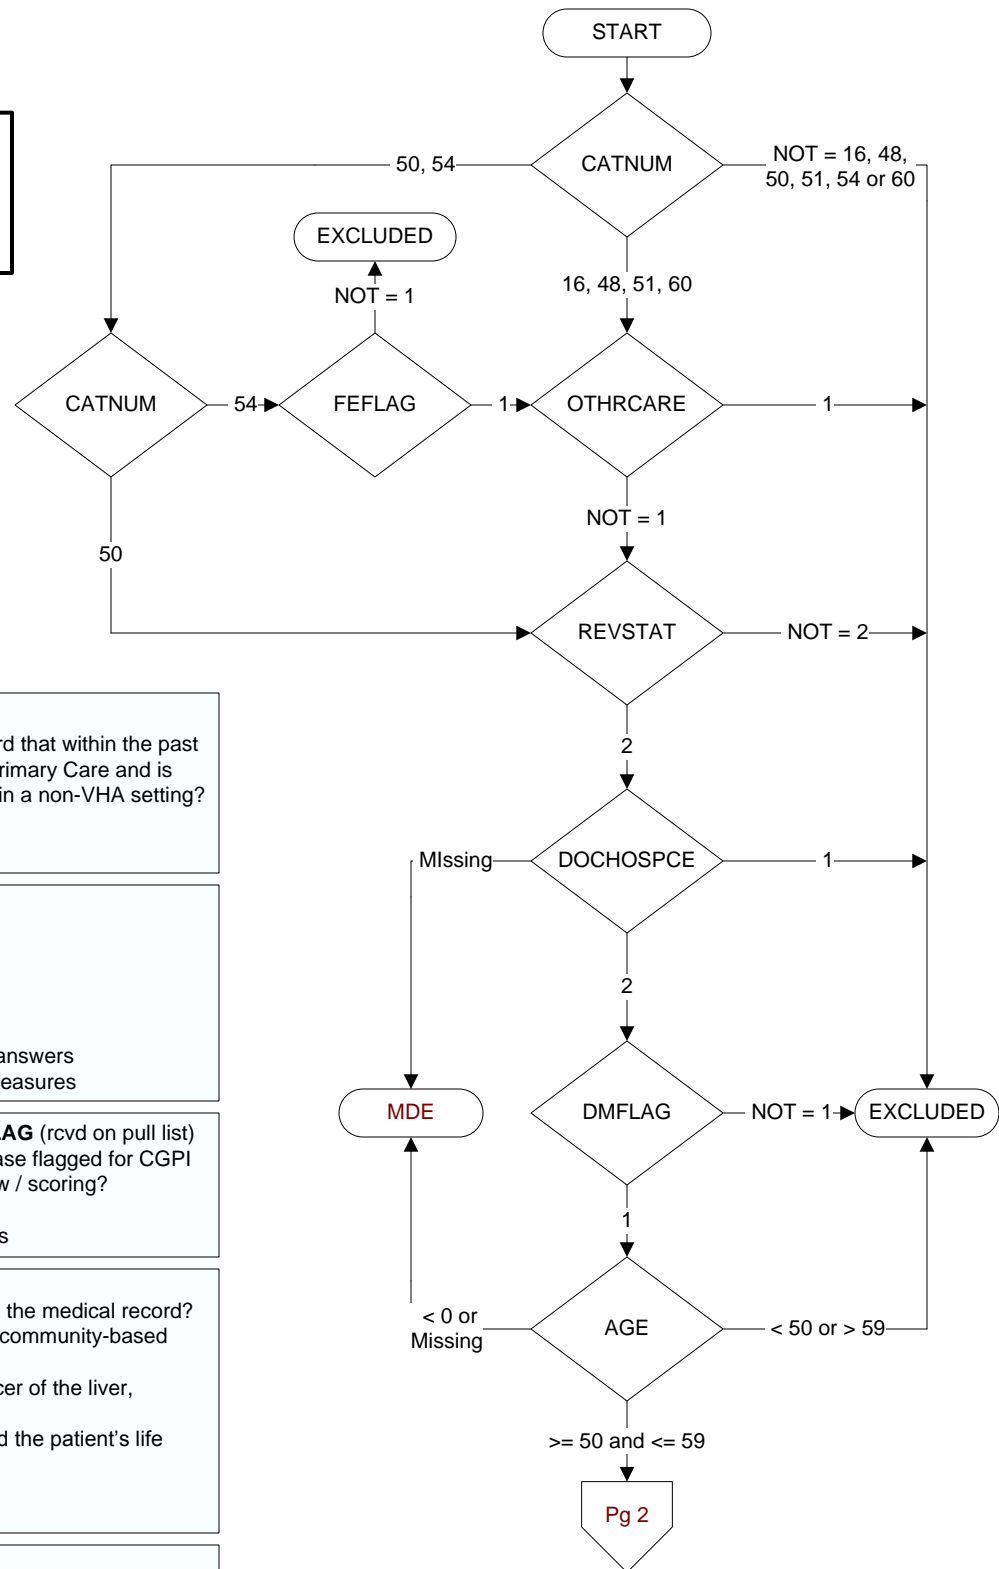 START
CATNUM
50, 54
NOT = 16, 48,
50, 51, 54 or 60
EXCLUDED
NOT = 1
16, 48, 51, 60
CATNUM
54
FEFLAG
1
OTHRCARE
1
NOT = 1
50
REVSTAT
NOT = 2
2
rd that within the past
rimary Care and is
in a non-VHA setting?
MIssing
DOCHOSPCE
1
2
answers
easures
MDE
DMFLAG
NOT = 1
EXCLUDED
LAG (rcvd on pull list)
ase flagged for CGPI
w / scoring?
s
1
the medical record?
community-based
cer of the liver,
d the patient's life
< 0 or
Missing
AGE
< 50 or > 59
>= 50 and <= 59
Pg 2